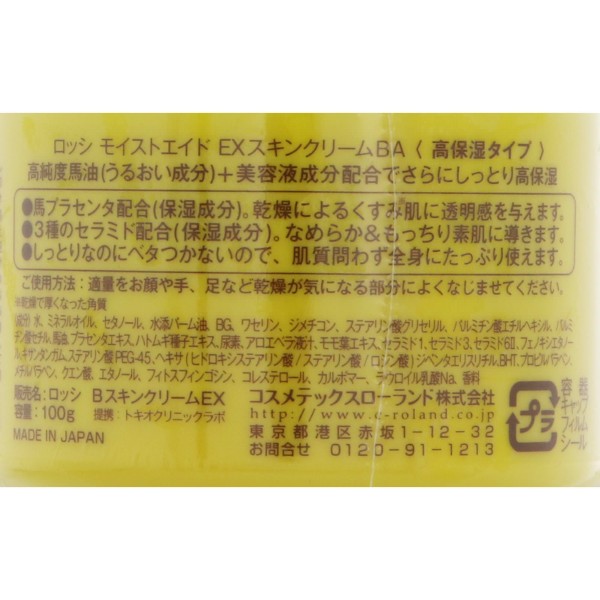 ロッシ モイストエイド EXスキンクリームBA〈 高保湿タイプ 〉
高純度馬油(うるおい成分)＋美容液成分配合でさらにしっとり高保湿
●馬プラセンタ配合(保湿成分)。乾燥によるくすみ※肌に透明感を与えます。
●3種のセラミド配合(保湿成分)。なめらか&もっちり素肌に導きます。
●しっとりなのにベタつかないので、肌質問わず全身にたっぷり使えます。
ご使用方法: 適量をお顔や手、足など乾燥が気になる部分によくなじませてください。
※乾燥で厚くなった角質
成分: 水、ミネラルオイル、セタノール、水添パーム油、BG、ワセリン、ジメチコン、ステアリン酸グリセリル、パルミチン酸エチルヘキシル、パルミ
チン酸セチル、馬油、プラセンタエキス、ハトムギ種子エキス、尿素、アロエベラ液汁、モモ葉エキス、セラミド1、セラミド3、セラミド6Ⅱ、フェノキシエタノー
ル、キサンタンガム、ステアリン酸PEG-45、ヘキサ(ヒドロキシステアリン酸/ステアリン酸/ロジン酸)ジペンタエリスリチル、BHT、プロピルパラベン、
メチルパラベン、クエン酸、エタノール、フィトスフィンゴシン、コレステロール、カルボマー、ラウロイル乳酸Na、香料
販売名: ロッシ BスキンクリームEX
容量: 100g 提携: トキオクリニックラボ
MADE IN JAPAN
コスメテックスローランド株式会社
http://www.c-roland.co.jp
東京都港区赤坂1-12-32
お問合せ 0120-91-1213
プラ
容器
キャップ
フィルム
シール